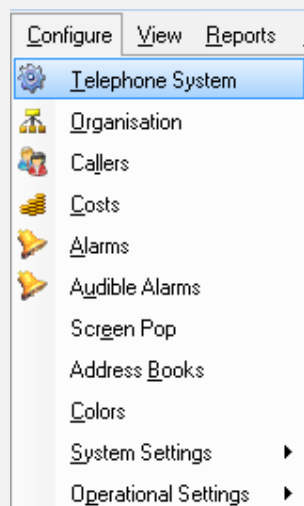 Configure View Reports
Telephone System
Organisation
Callers
Costs
Alarms
Audible Alarms
Screen Pop
Address Books
Colors
System Settings
Operational Settings